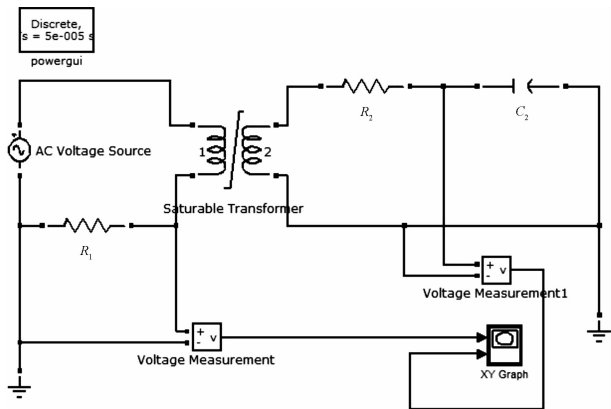 Discrete,
s = 5e-005 s
powergui
R2
C2
AC Voltage Source
1
2
Saturable Transformer
R1
+
- v
Voltage Measurement1
+
- v
Voltage Measurement
XY Graph